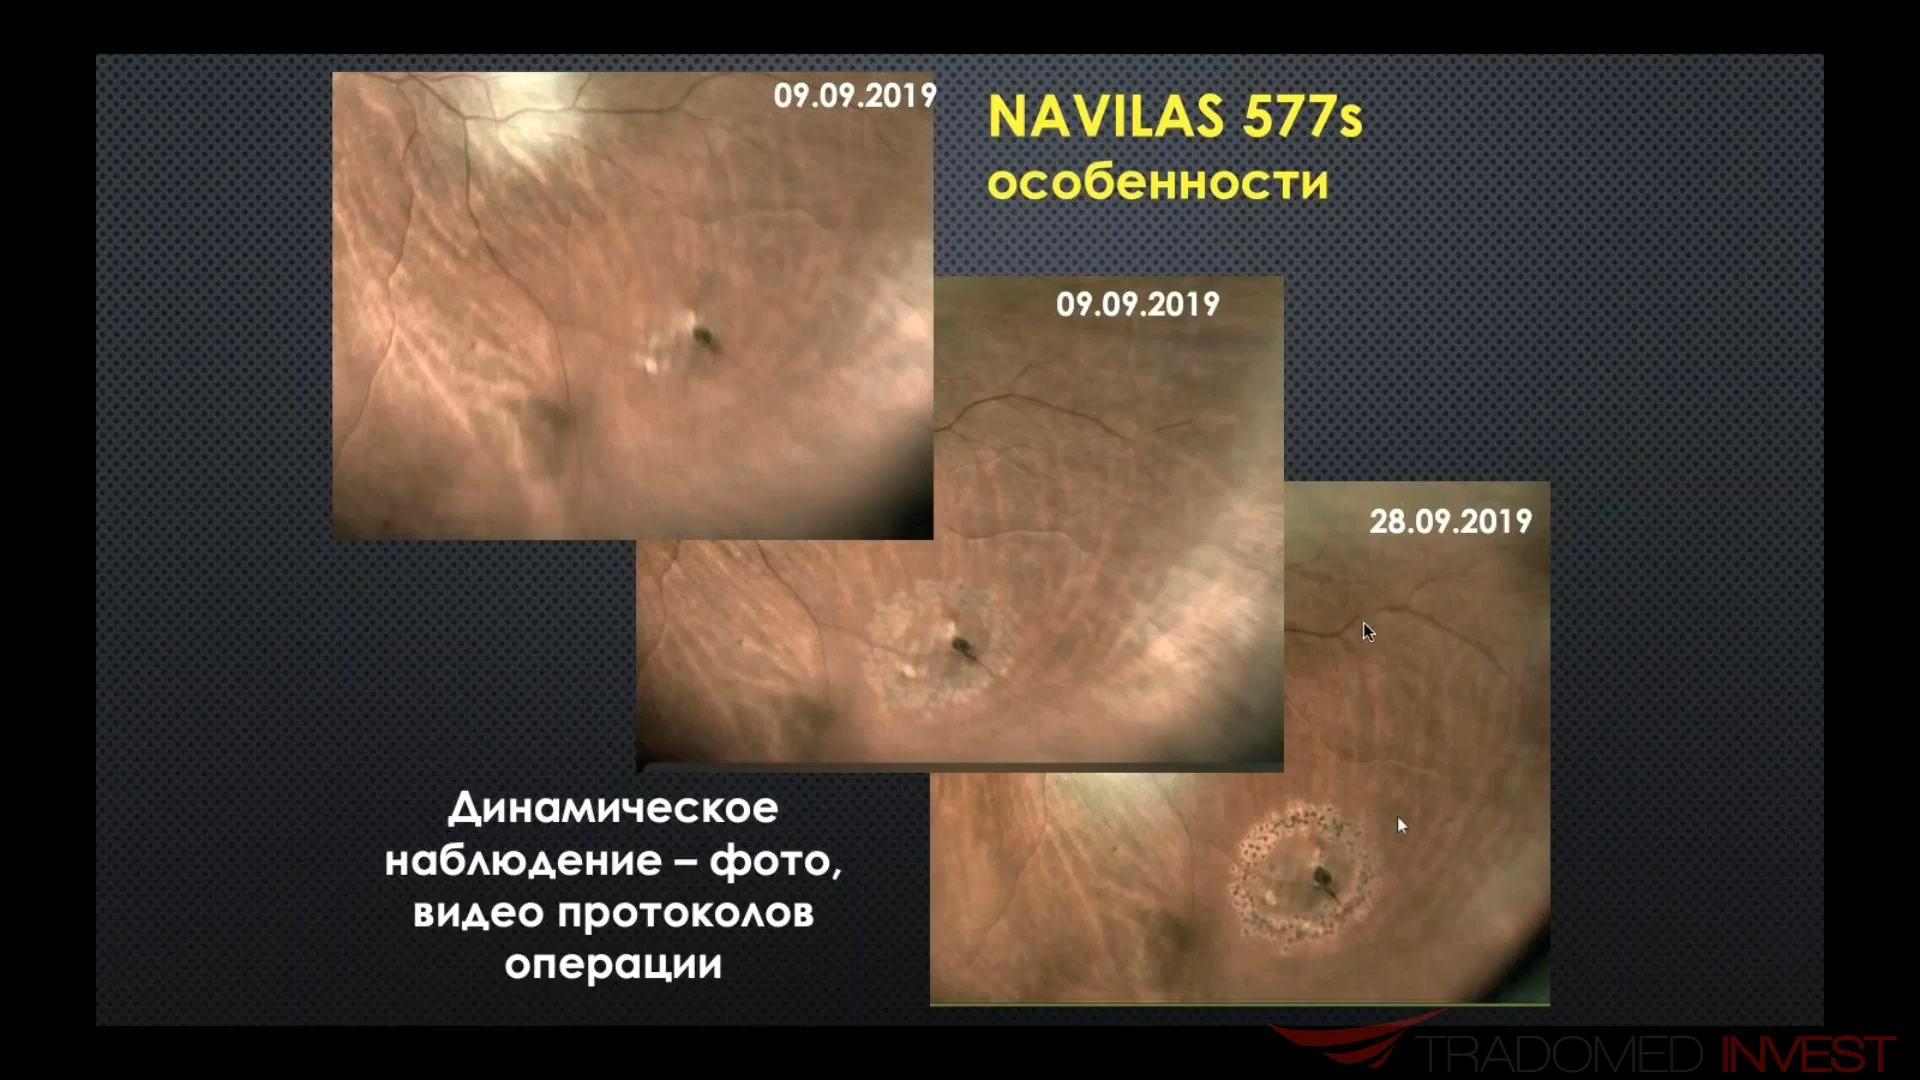 09.09.2019
NAVILAS 577s
особенности
09.09.2019
28.09.2019
Динамическое
наблюдение – фото,
видео протоколов
операции
TRADOMED INVEST